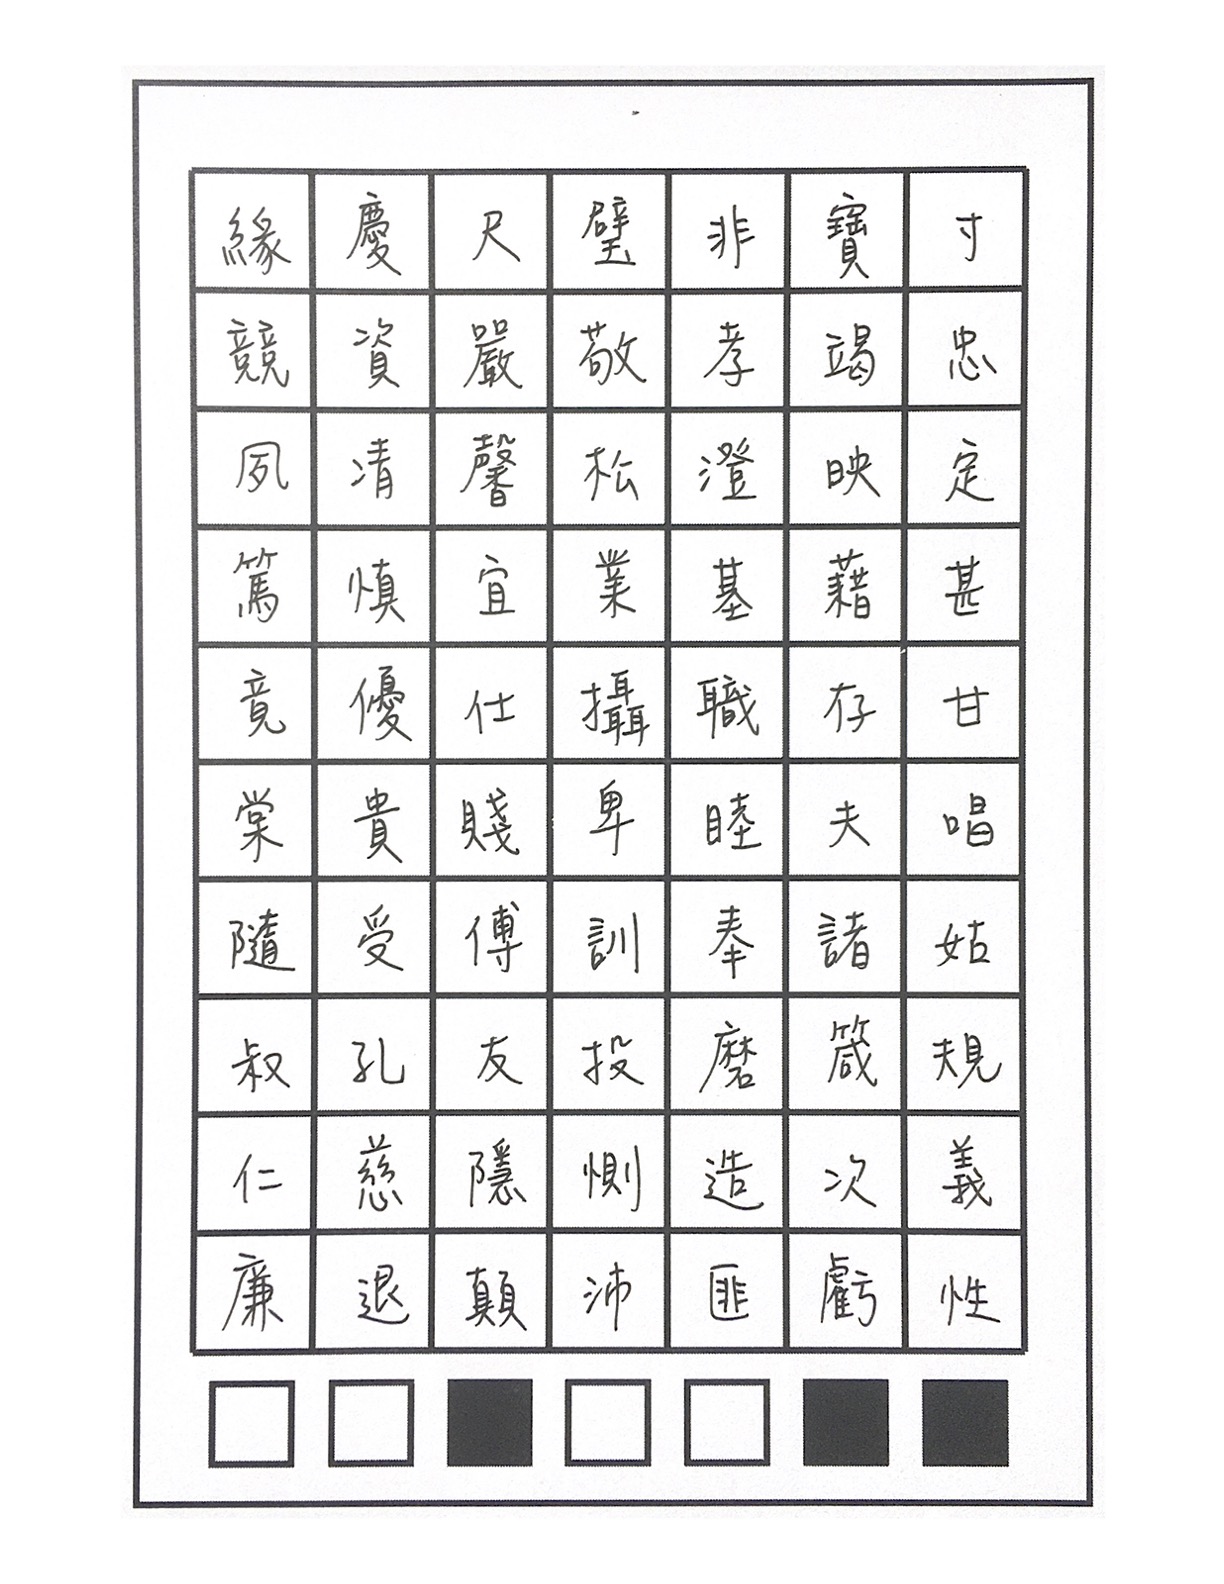 緣慶尺璧非寶寸
競資嚴敬孝竭忠
夙凊馨松澄映定
篤慎宜業基藉甚
竟優仕攝職存甘
棠貴賤卑睦夫唱
隨受傅訓奉諸姑
叔孔友投磨箴規
仁慈隱惻造次義
廉退顛沛匪虧性